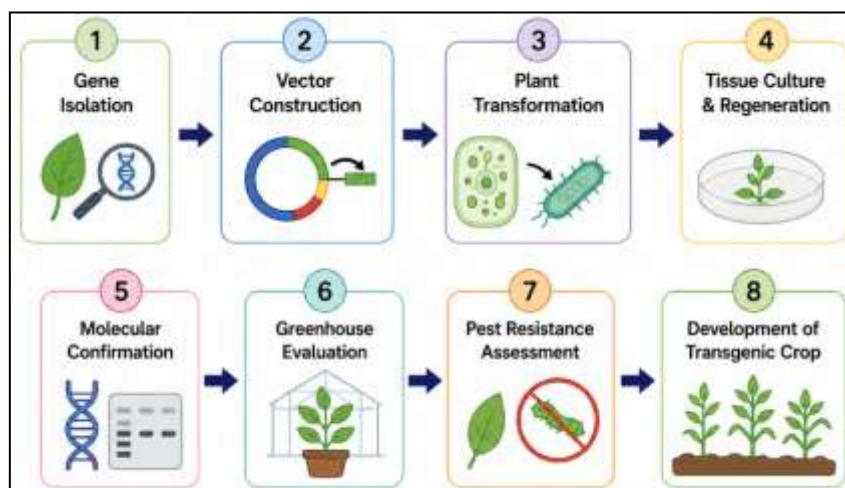 1
Gene
Isolation
2
Vector
Construction
3
Plant
Transformation
4
Tissue Culture
& Regeneration
5
Molecular
Confirmation
6
Greenhouse
Evaluation
7
Pest Resistance
Assessment
8
Development of
Transgenic Crop